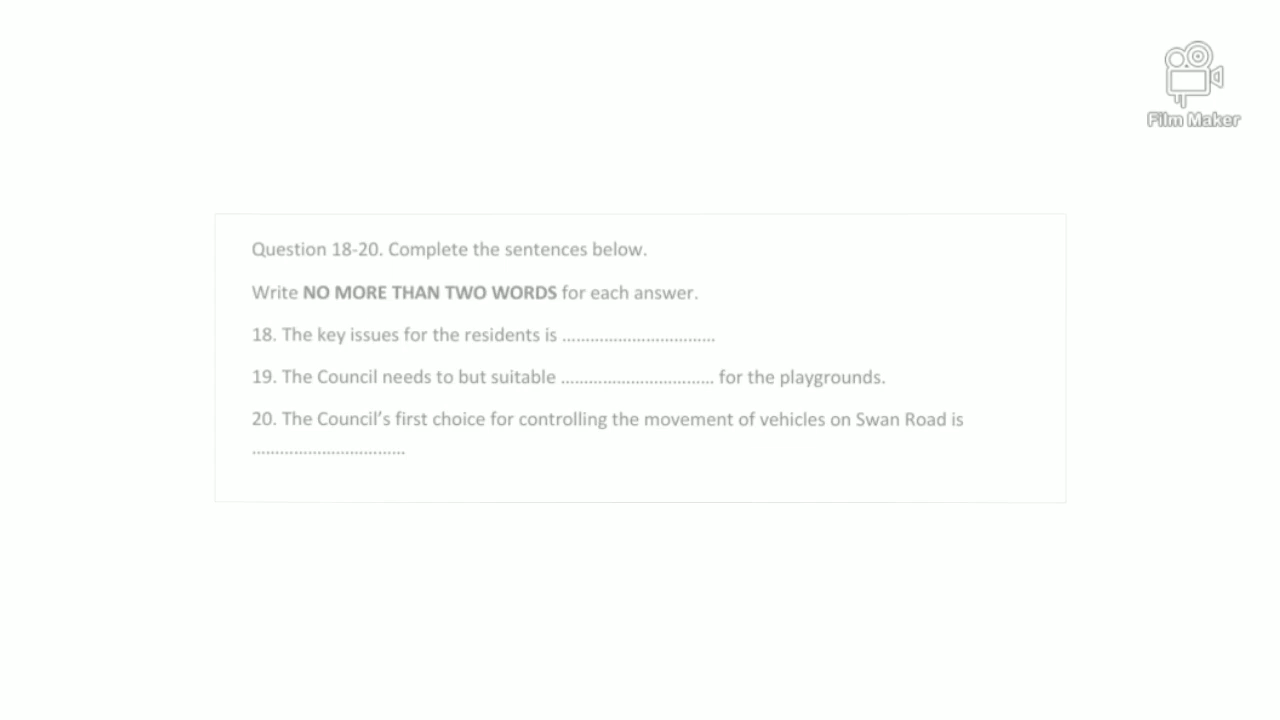 Film Maker
Question 18-20. Complete the sentences below.
Write NO MORE THAN TWO WORDS for each answer.
18. The key issues for the residents is .................................
19. The Council needs to but suitable ................................. for the playgrounds.
20. The Council's first choice for controlling the movement of vehicles on Swan Road is
.................................